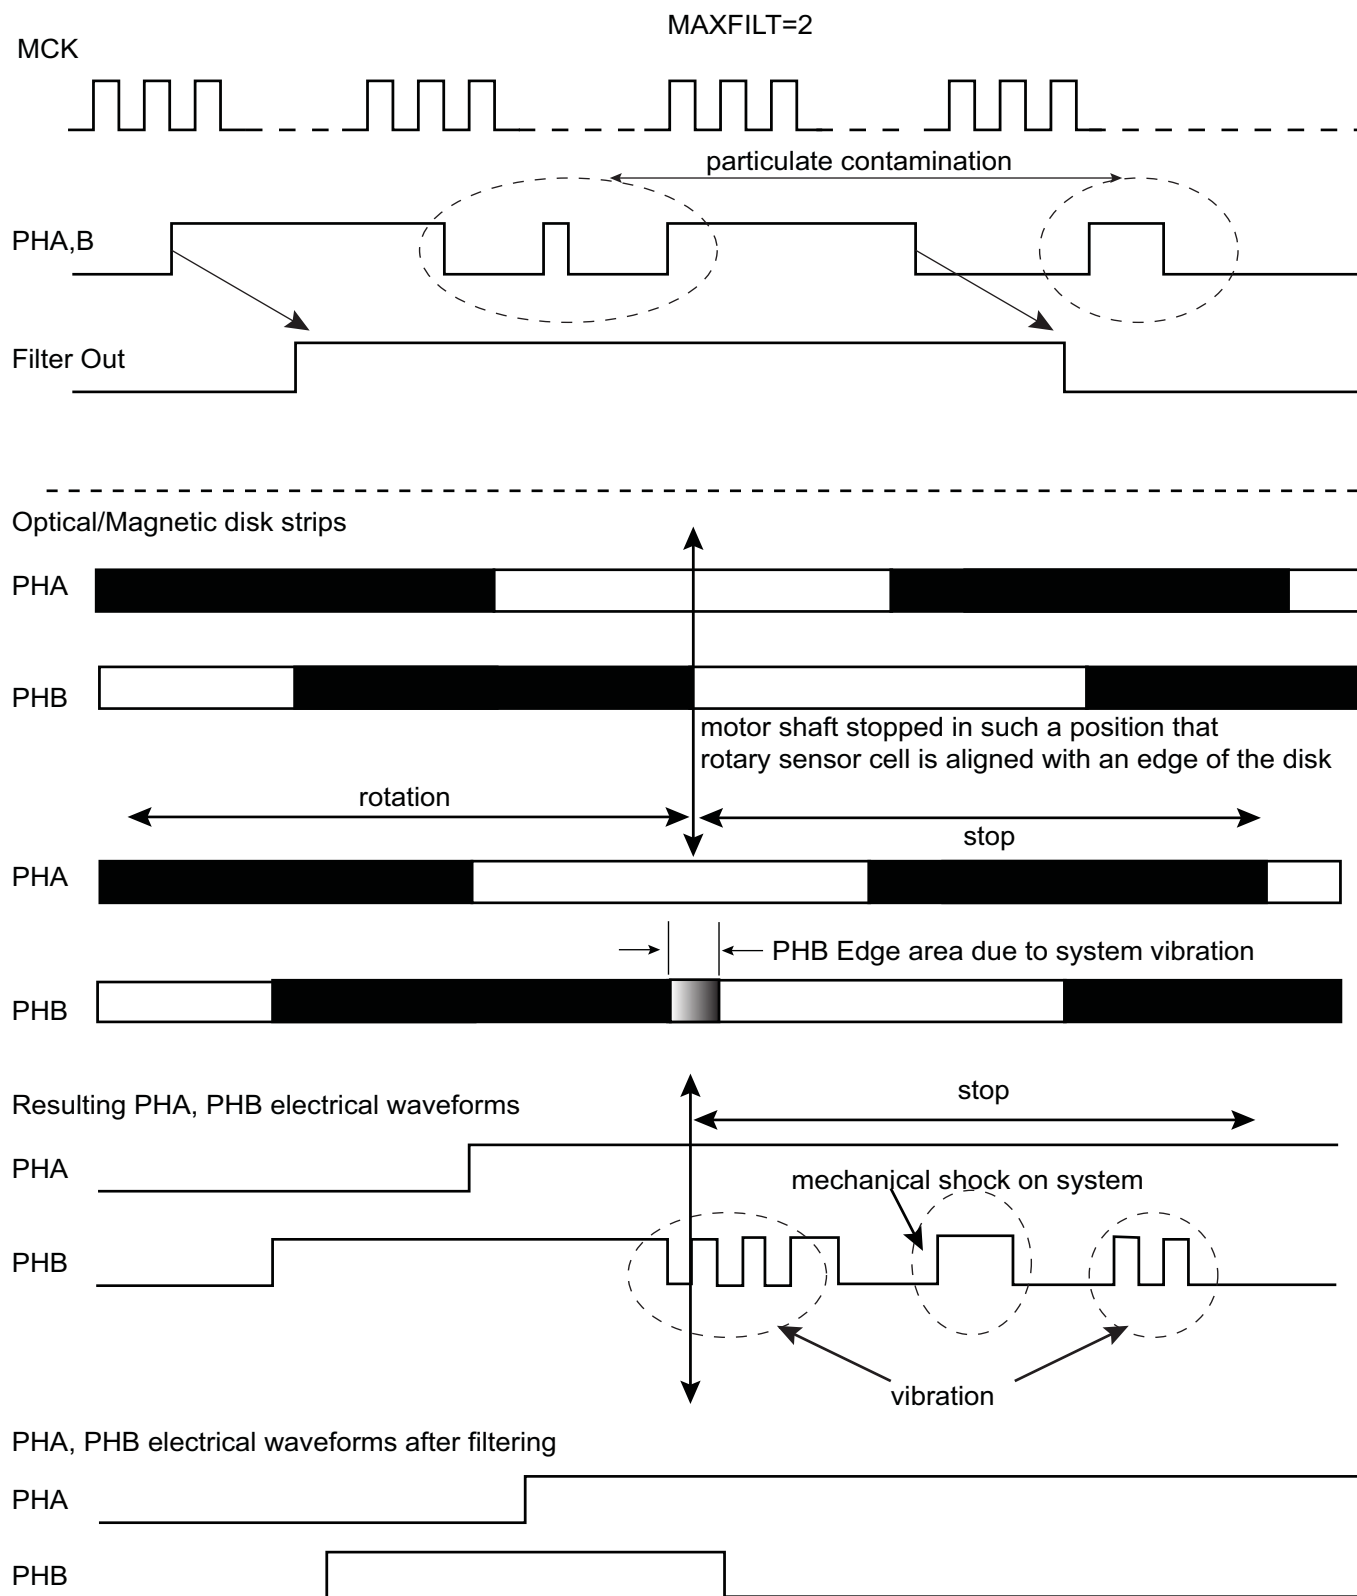 MAXFILT=2
MCK
particulate contamination
PHA,B
Filter Out
Optical/Magnetic disk strips
PHA
PHB
motor shaft stopped in such a position that
rotary sensor cell is aligned with an edge of the disk
rotation
stop
PHA
PHB Edge area due to system vibration
PHB
stop
Resulting PHA, PHB electrical waveforms
PHA
mechanical shock on system
PHB
vibration
PHA, PHB electrical waveforms after filtering
PHA
PHB